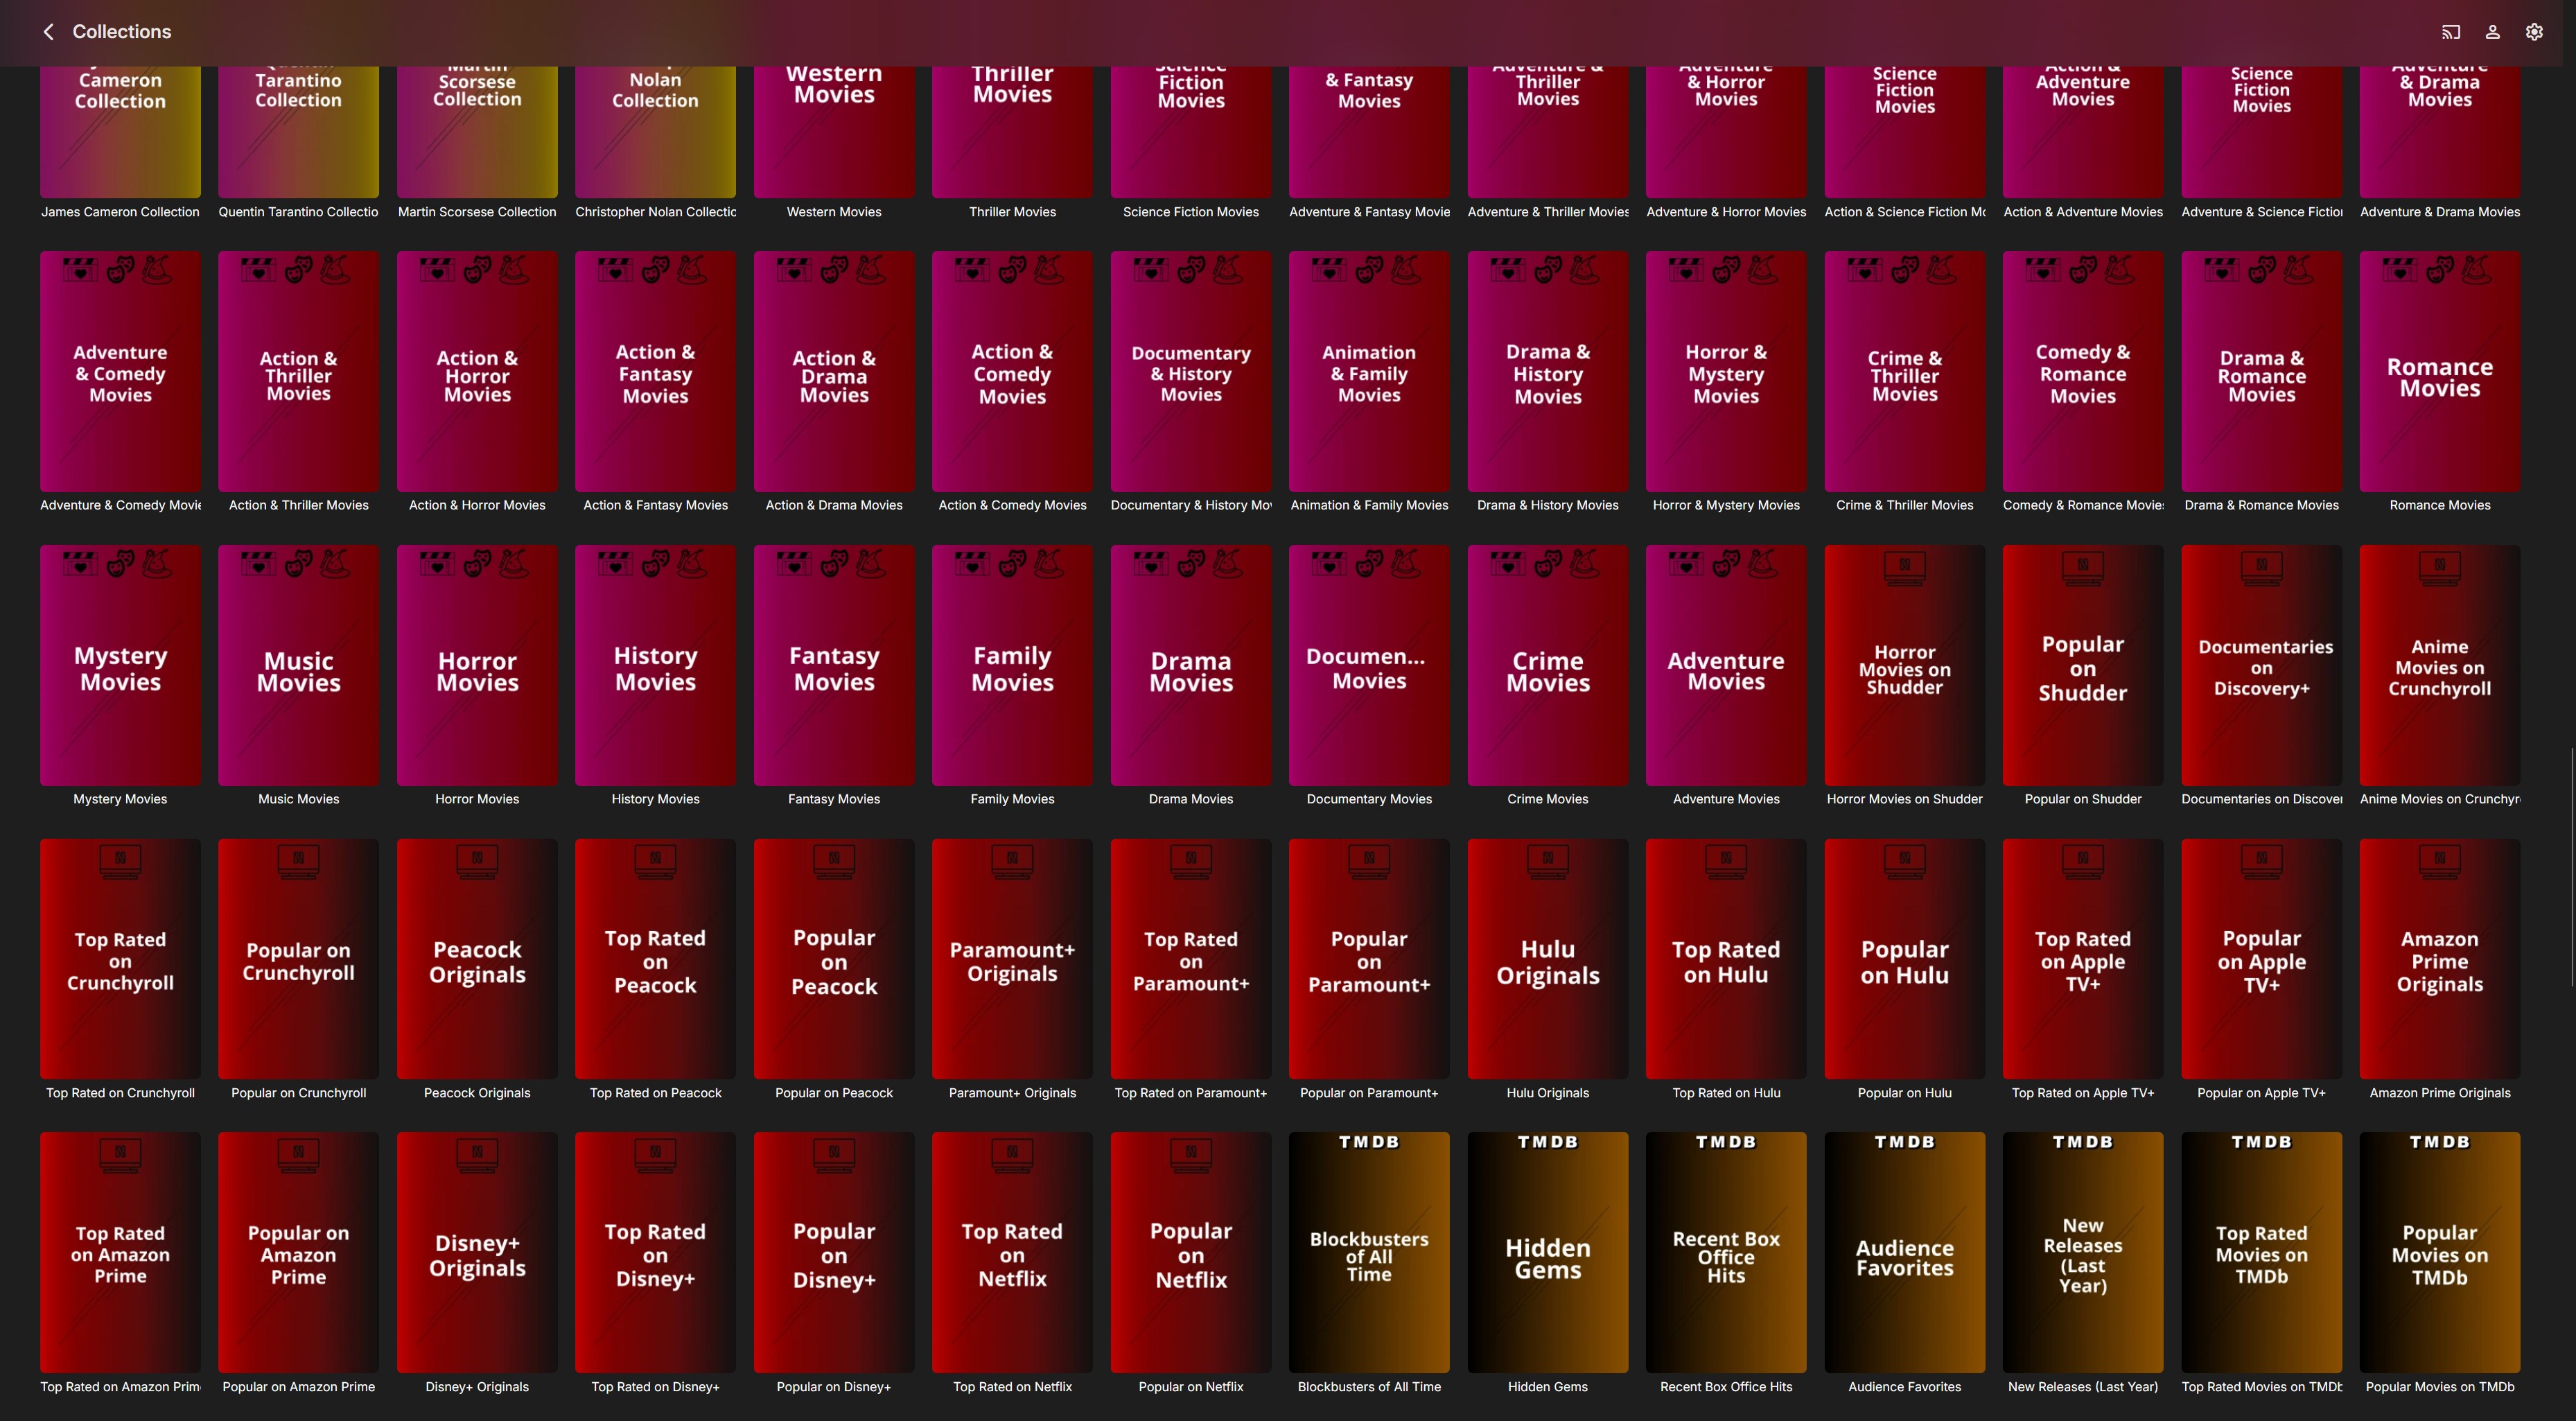 Collections
Cameron
Collection
Tarantino
Collection
Martin
Scorsese
Collection
Nolan
Collection
Western
Movies
Thriller
Movies
Science
Fiction
Movies
& Fantasy
Movies
Adventure &
Thriller
Movies
Adventure
& Horror
Movies
Science
Fiction
Movies
Action &
Adventure
Movies
Science
Fiction
Movies
Adventure
& Drama
Movies
James Cameron Collection
Quentin Tarantino Collectio
Martin Scorsese Collection
Christopher Nolan Collectic
Western Movies
Thriller Movies
Science Fiction Movies
Adventure & Fantasy Movie
Adventure & Thriller Movies
Adventure & Horror Movies
Action & Science Fiction Mo
Action & Adventure Movies
Adventure & Science Fiction
Adventure & Drama Movies
Adventure
& Comedy
Movies
Action &
Thriller
Movies
Action &
Horror
Movies
Action &
Fantasy
Movies
Action &
Drama
Movies
Action &
Comedy
Movies
Documentary
& History
Movies
Animation
& Family
Movies
Drama &
History
Movies
Horror &
Mystery
Movies
Crime &
Thriller
Movies
Comedy &
Romance
Movies
Drama &
Romance
Movies
Romance
Movies
Adventure & Comedy Movie
Action & Thriller Movies
Action & Horror Movies
Action & Fantasy Movies
Action & Drama Movies
Action & Comedy Movies
Documentary & History Mov
Animation & Family Movies
Drama & History Movies
Horror & Mystery Movies
Crime & Thriller Movies
Comedy & Romance Movies
Drama & Romance Movies
Romance Movies
Mystery
Movies
Music
Movies
Horror
Movies
History
Movies
Fantasy
Movies
Family
Movies
Drama
Movies
Documen...
Movies
Crime
Movies
Adventure
Movies
Horror
Movies on
Shudder
Popular
on
Shudder
Documentaries
on
Discovery+
Anime
Movies on
Crunchyroll
Mystery Movies
Music Movies
Horror Movies
History Movies
Fantasy Movies
Family Movies
Drama Movies
Documentary Movies
Crime Movies
Adventure Movies
Horror Movies on Shudder
Popular on Shudder
Documentaries on Discover
Anime Movies on Crunchyr
Top Rated
on
Crunchyroll
Popular on
Crunchyroll
Peacock
Originals
Top Rated
on
Peacock
Popular
on
Peacock
Paramount+
Originals
Top Rated
on
Paramount+
Popular
on
Paramount+
Hulu
Originals
Top Rated
on Hulu
Popular
on Hulu
Top Rated
on Apple
TV+
Popular
on Apple
TV+
Amazon
Prime
Originals
Top Rated on Crunchyroll
Popular on Crunchyroll
Peacock Originals
Top Rated on Peacock
Popular on Peacock
Paramount+ Originals
Top Rated on Paramount+
Popular on Paramount+
Hulu Originals
Top Rated on Hulu
Popular on Hulu
Top Rated on Apple TV+
Popular on Apple TV+
Amazon Prime Originals
Top Rated
on Amazon
Prime
Popular on
Amazon
Prime
Disney+
Originals
Top Rated
on
Disney+
Popular
on
Disney+
Top Rated
on
Netflix
Popular
on
Netflix
TMDB
Blockbusters
of All
Time
TMDB
Hidden
Gems
TMDB
Recent Box
Office
Hits
TMDB
Audience
Favorites
TMDB
New
Releases
(Last
Year)
TMDB
Top Rated
Movies on
TMDb
TMDB
Popular
Movies on
TMDb
Top Rated on Amazon Prim
Popular on Amazon Prime
Disney+ Originals
Top Rated on Disney+
Popular on Disney+
Top Rated on Netflix
Popular on Netflix
Blockbusters of All Time
Hidden Gems
Recent Box Office Hits
Audience Favorites
New Releases (Last Year)
Top Rated Movies on TMDb
Popular Movies on TMDb